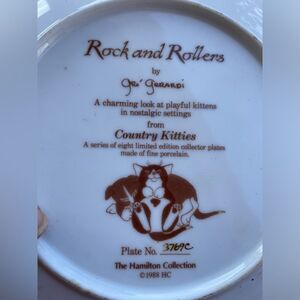 Rock and Rollers
by
Gré Gerardi
A charming look at playful kittens
in nostalgic settings
from
Country Kitties
A series of eight limited edition collector plates
made of fine porcelain.
Plate No. 3767C
The Hamilton Collection
©1988 HC